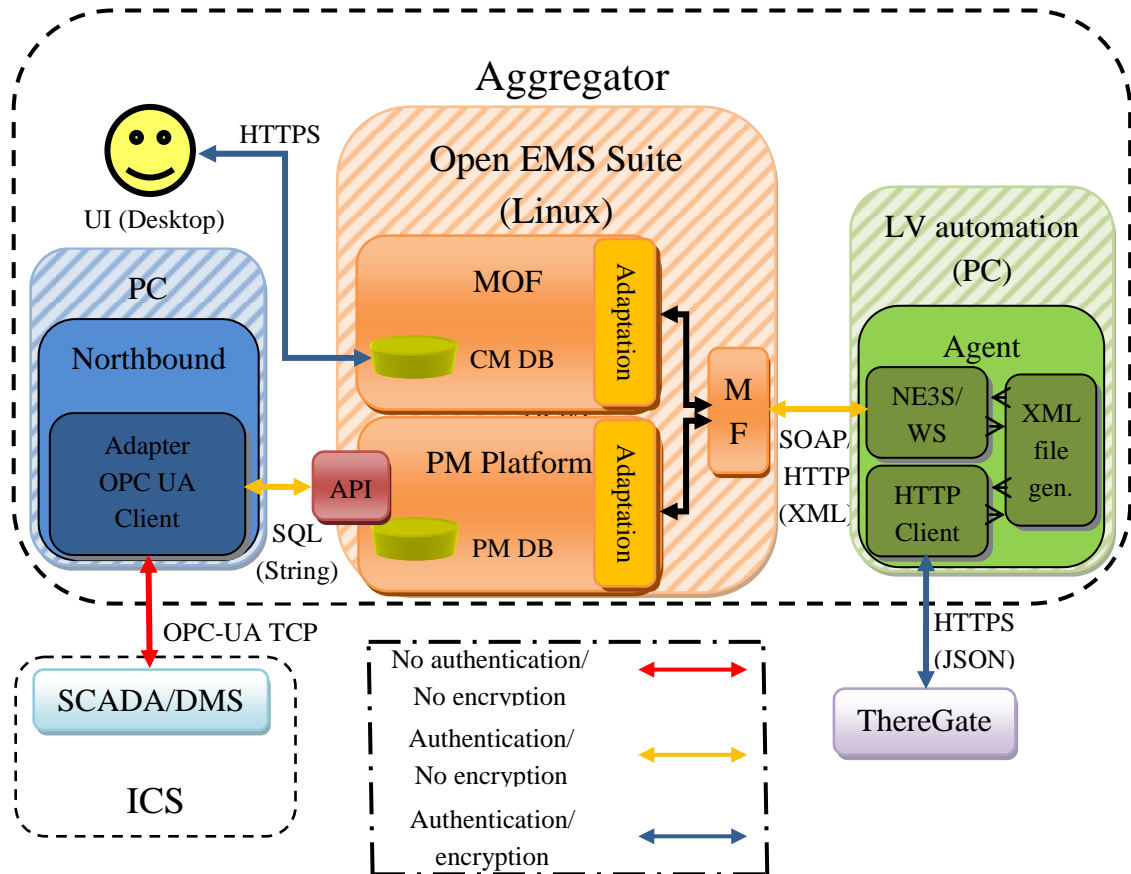 Aggregator
HTTPS
UI (Desktop)
Open EMS Suite
(Linux)
MOF
CM DB
Adaptation
PM Platform
PM DB
Adaptation
API
M
F
PC
Northbound
Adapter
OPC UA
Client
SQL
(String)
SOAP/
HTTP
(XML)
LV automation
(PC)
Agent
NE3S/
WS
HTTP
Client
XML
file
gen.
OPC-UA TCP
HTTPS
(JSON)
SCADA/DMS
ICS
ThereGate
No authentication/
No encryption
Authentication/
No encryption
Authentication/
encryption